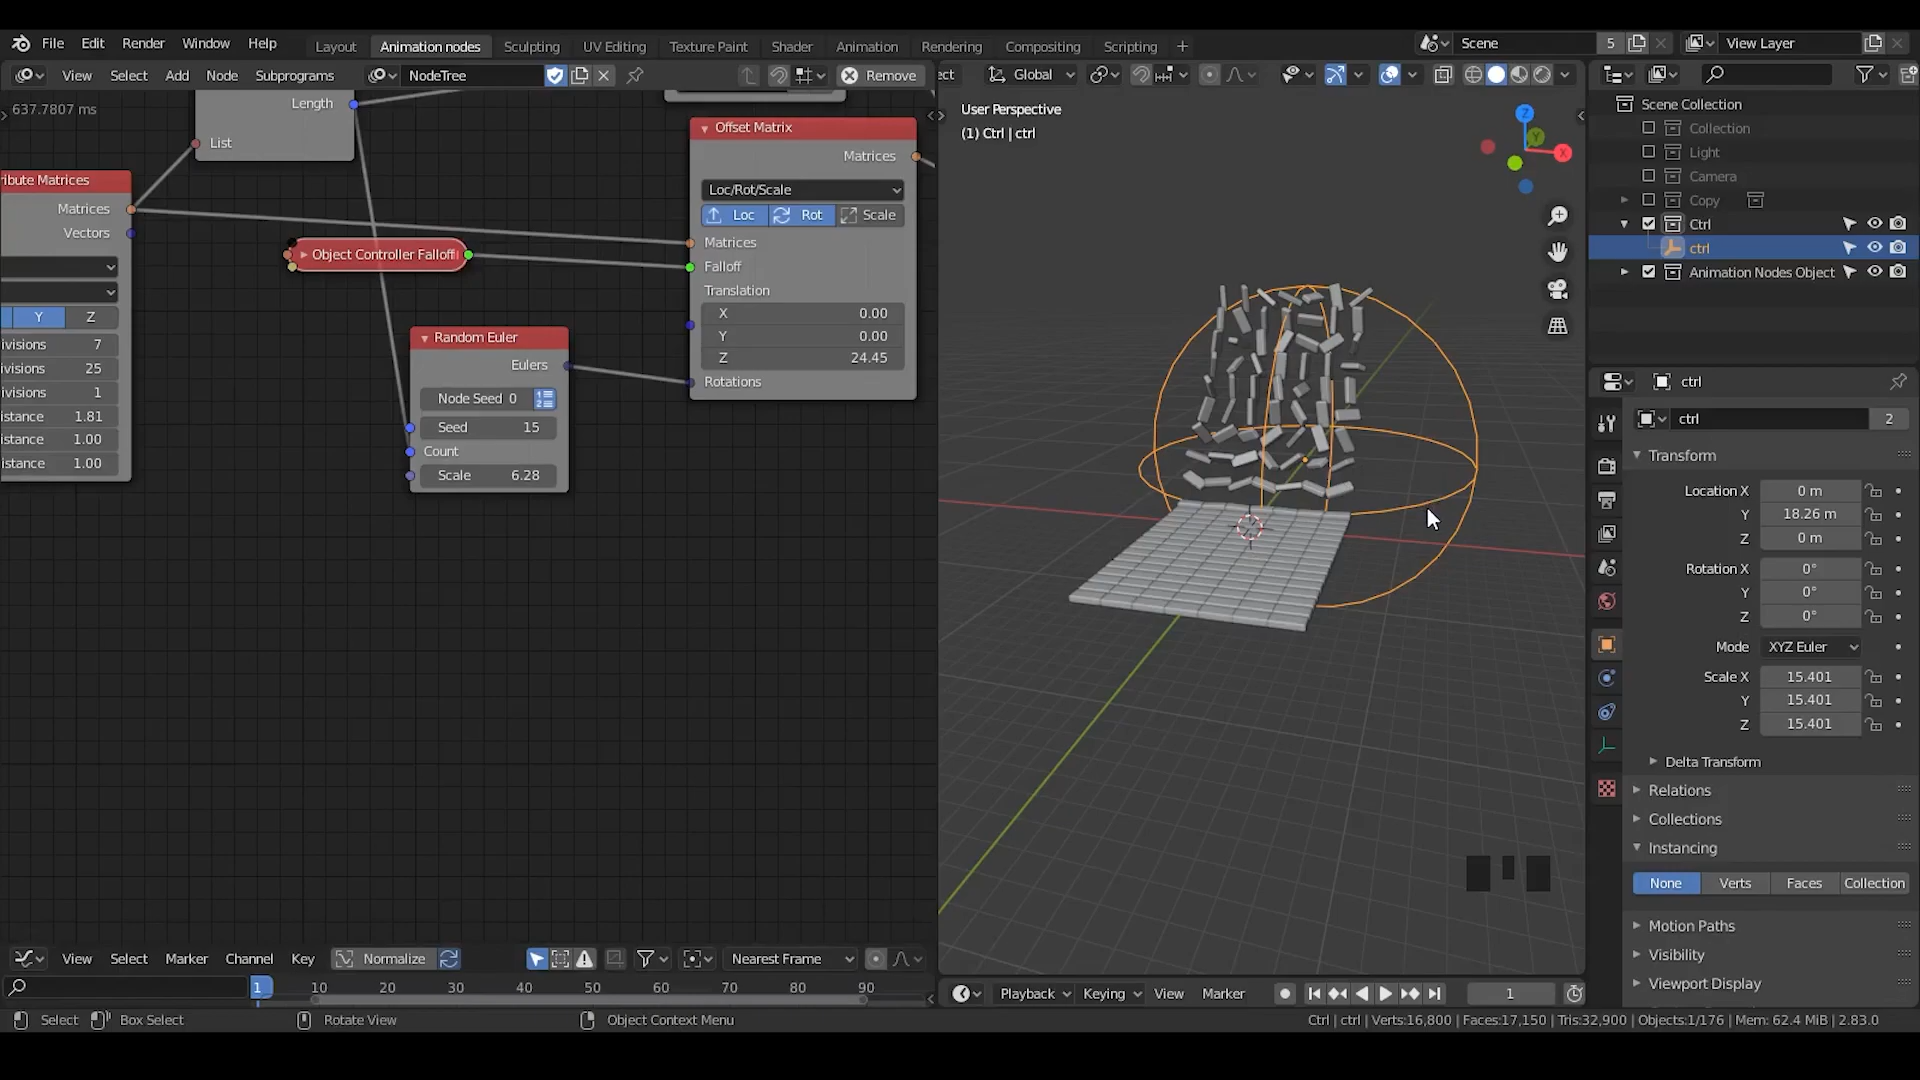 File Edit Render Window Help Layout Animation nodes Sculpting UV Editing Texture Paint Shader Animation Rendering Compositing Scripting + Scene 5 View Layer
View Select Add Node Subprograms NodeTree Remove
ect Global
637.7807 ms
Length
List
ribute Matrices
Matrices
Vectors
Y Z
ivisions 7
ivisions 25
ivisions 1
istance 1.81
istance 1.00
istance 1.00
Object Controller Falloff
Random Euler
Eulers
Node Seed 0
Seed 15
Count
Scale 6.28
Offset Matrix
Matrices
Loc/Rot/Scale
Loc Rot Scale
Matrices
Falloff
Translation
X 0.00
Y 0.00
Z 24.45
Rotations
User Perspective
(1) Ctrl | ctrl
Z
Y
X
Scene Collection
Collection
Light
Camera
Copy
Ctrl
ctrl
Animation Nodes Object
ctrl
ctrl 2
Transform
Location X 0 m
Y 18.26 m
Z 0 m
Rotation X 0°
Y 0°
Z 0°
Mode XYZ Euler
Scale X 15.401
Y 15.401
Z 15.401
Delta Transform
Relations
Collections
Instancing
None Verts Faces Collection
Motion Paths
Visibility
Viewport Display
View Select Marker Channel Key Normalize Nearest Frame
1 10 20 30 40 50 60 70 80 90
Playback Keying View Marker 1
Select Box Select Rotate View Object Context Menu
Ctrl | ctrl | Verts:16,800 | Faces:17,150 | Tris:32,900 | Objects:1/176 | Mem: 62.4 MiB | 2.83.0